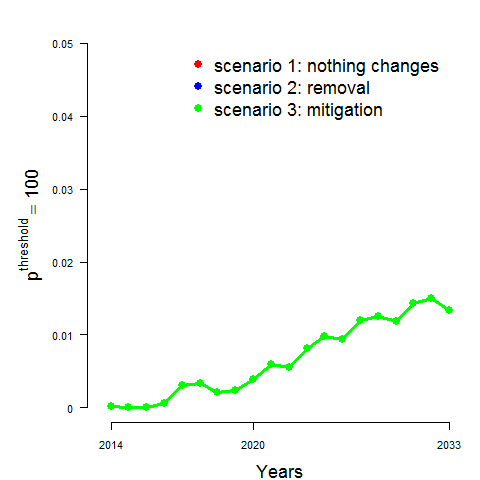 0.05
scenario 1: nothing changes
scenario 2: removal
0.04
scenario 3: mitigation
0.03
p^threshold = 100
0.02
0.01
0
2014
2020
2033
Years